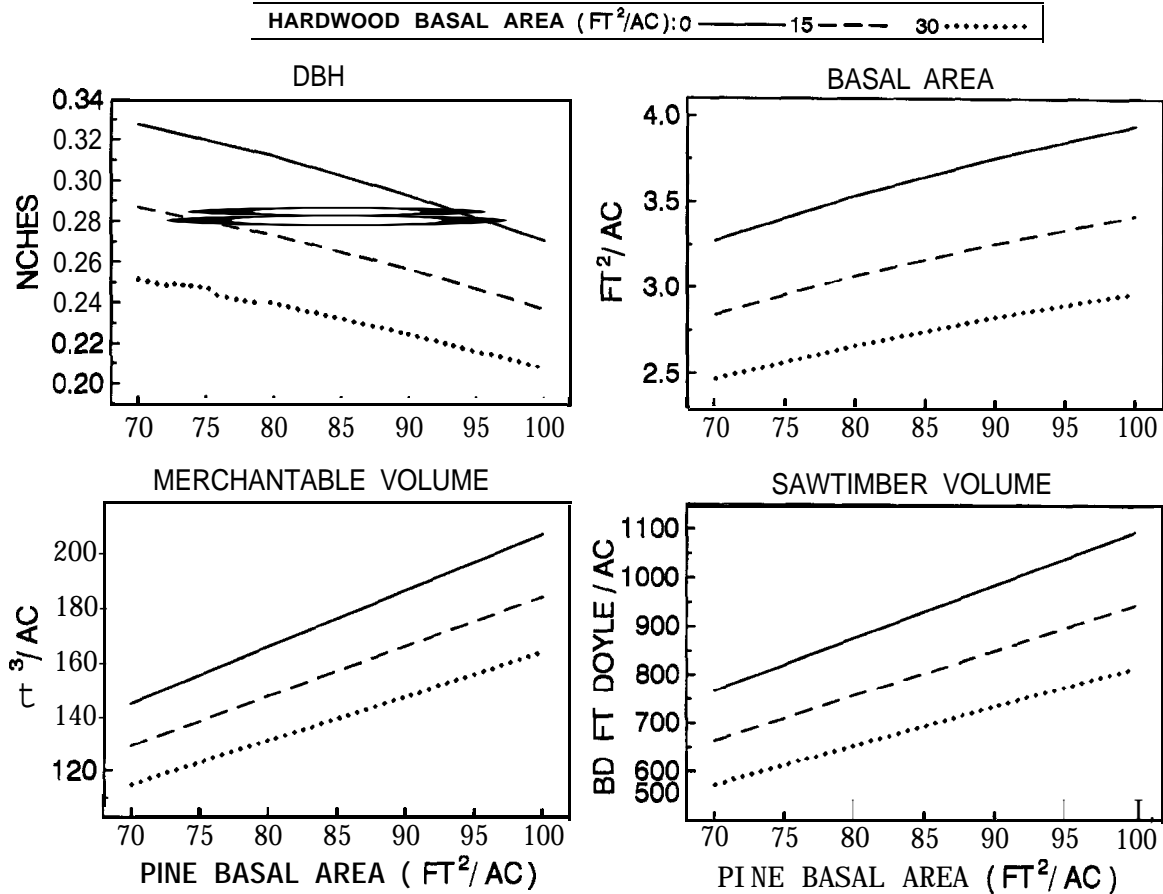 HARDWOOD BASAL AREA (FT²/AC): 0 15 30
DBH
0.34
0.32
0.30
0.28
0.26
0.24
0.22
0.20
NCHES
70 75 80 85 90 95 100
BASAL AREA
4.0
3.5
3.0
2.5
FT²/AC
70 75 80 85 90 95 100
MERCHANTABLE VOLUME
200
180
160
140
120
³/AC
70 75 80 85 90 95 100
PINE BASAL AREA (FT²/AC)
SAWTIMBER VOLUME
1100
1000
900
800
700
600
500
BD FT DOYLE/AC
70 75 80 85 90 95 100
PINE BASAL AREA (FT²/AC)